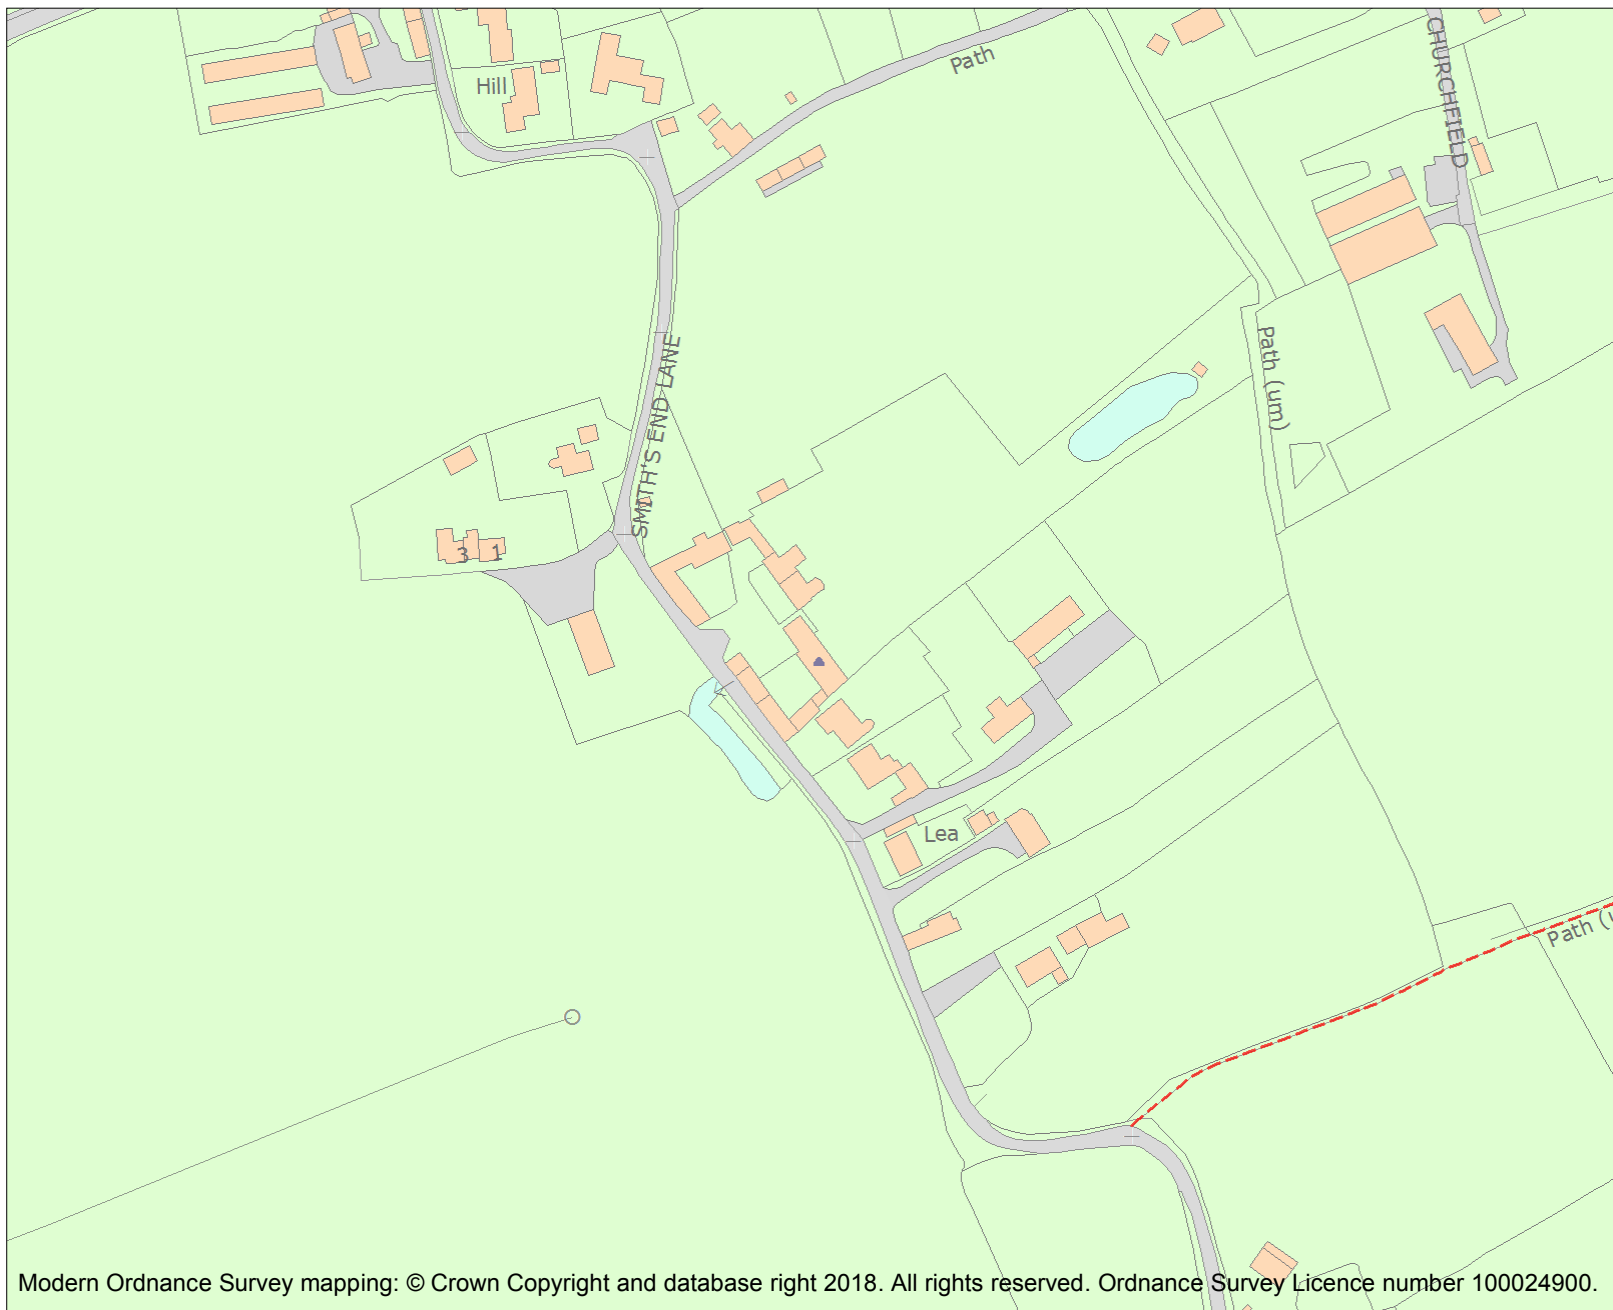 Path
Hill
CHURCHFIELD
SMITH'S END LANE
Path (um)
3 1
Lea
Path (u
Modern Ordnance Survey mapping: © Crown Copyright and database right 2018. All rights reserved. Ordnance Survey Licence number 100024900.